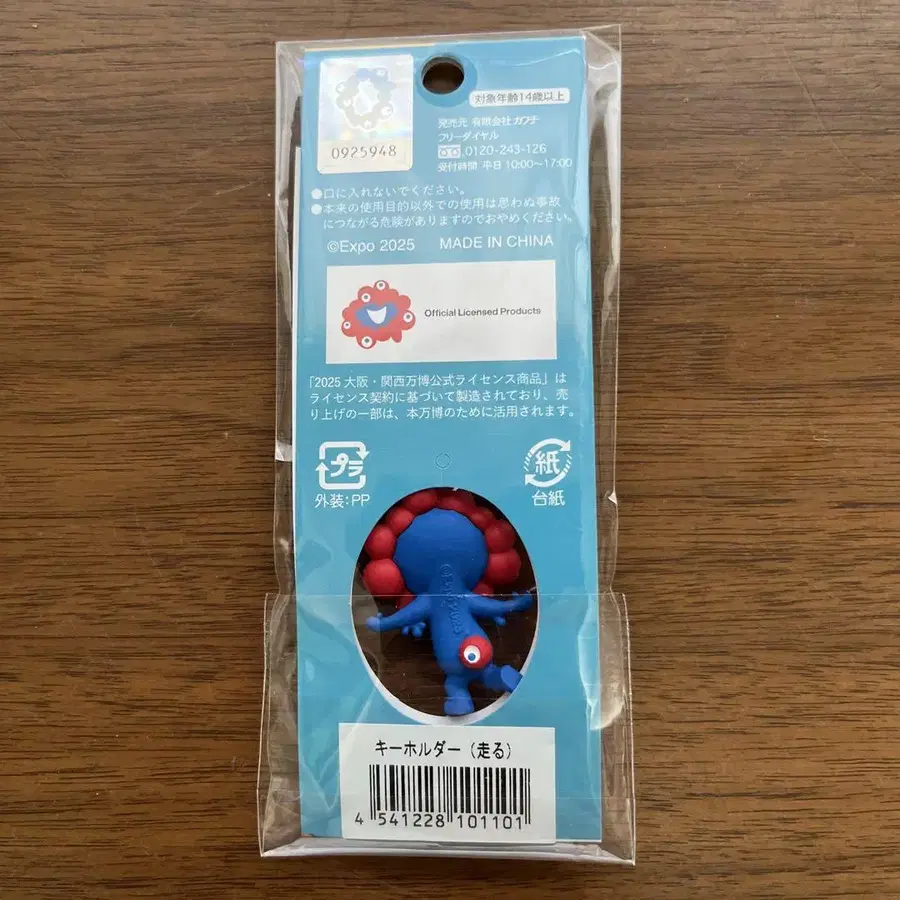 0925948
対象年齢14歳以上
発売元 有限会社 カワチ
フリーダイヤル
0120-243-126
受付時間 平日 10:00〜17:00
●口に入れないでください。
●本来の使用目的以外での使用は思わぬ事故
につながる危険がありますのでおやめください。
©Expo 2025 MADE IN CHINA
Official Licensed Products
「2025 大阪・関西万博公式ライセンス商品」は
ライセンス契約に基づいて製造されており、売
り上げの一部は、本万博のために活用されます。
プラ 紙
外装:PP 台紙
キーホルダー（走る）
4 541228 101101